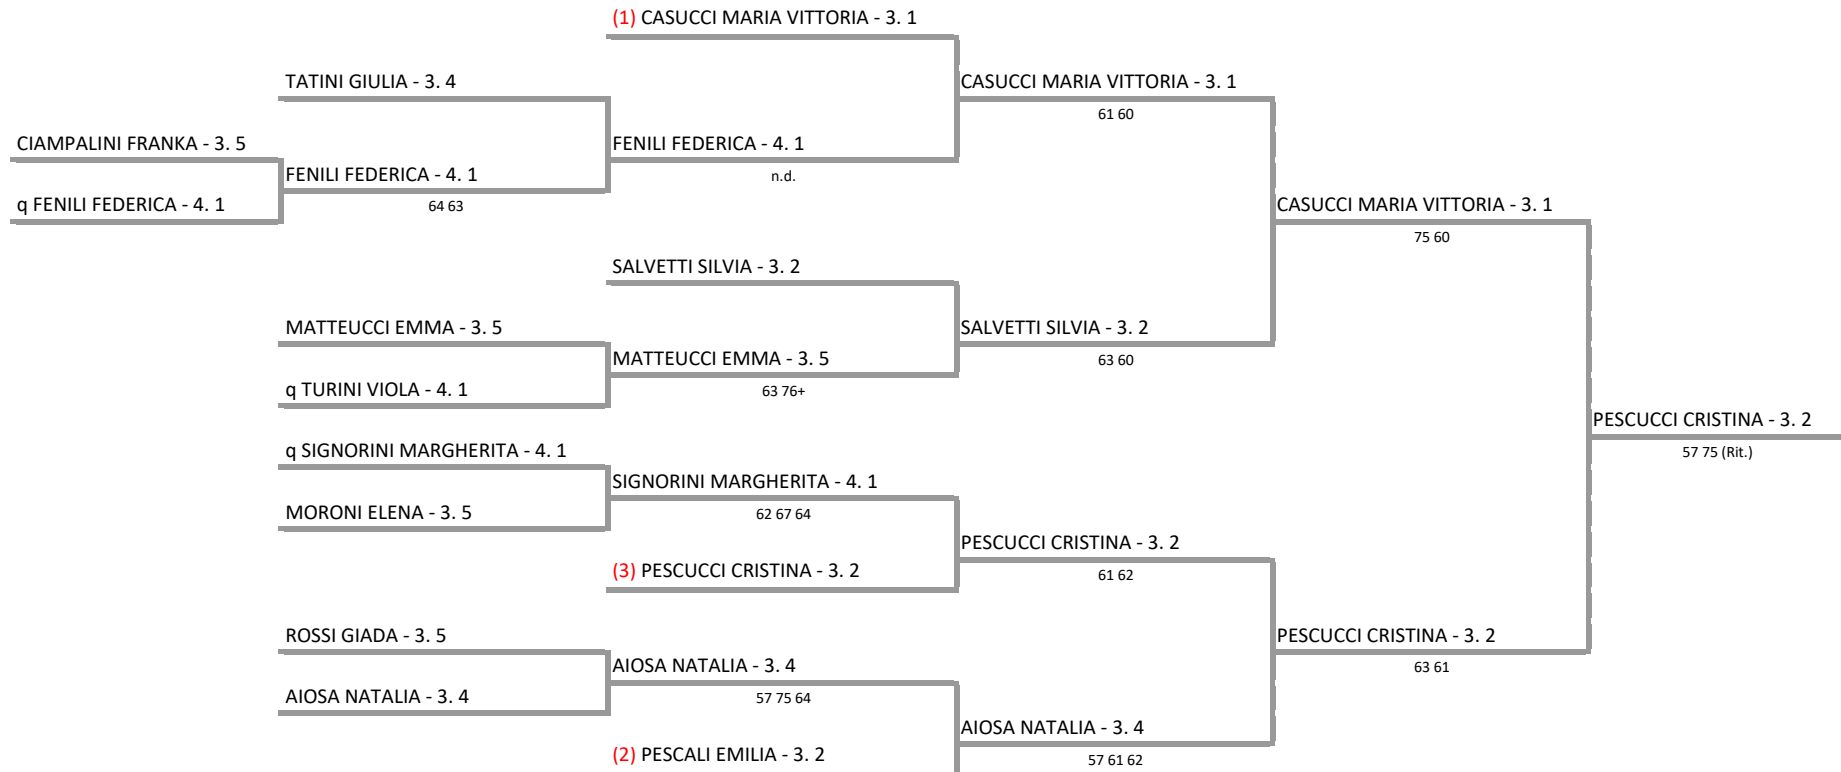 (1) CASUCCI MARIA VITTORIA - 3. 1
TATINI GIULIA - 3. 4
CASUCCI MARIA VITTORIA - 3. 1
61 60
CIAMPALINI FRANKA - 3. 5
FENILI FEDERICA - 4. 1
n.d.
FENILI FEDERICA - 4. 1
64 63
q FENILI FEDERICA - 4. 1
CASUCCI MARIA VITTORIA - 3. 1
75 60
SALVETTI SILVIA - 3. 2
MATTEUCCI EMMA - 3. 5
SALVETTI SILVIA - 3. 2
63 60
MATTEUCCI EMMA - 3. 5
63 76+
q TURINI VIOLA - 4. 1
PESCUCCI CRISTINA - 3. 2
57 75 (Rit.)
q SIGNORINI MARGHERITA - 4. 1
SIGNORINI MARGHERITA - 4. 1
62 67 64
MORONI ELENA - 3. 5
PESCUCCI CRISTINA - 3. 2
61 62
(3) PESCUCCI CRISTINA - 3. 2
ROSSI GIADA - 3. 5
PESCUCCI CRISTINA - 3. 2
63 61
AIOSA NATALIA - 3. 4
57 75 64
AIOSA NATALIA - 3. 4
AIOSA NATALIA - 3. 4
57 61 62
(2) PESCALI EMILIA - 3. 2